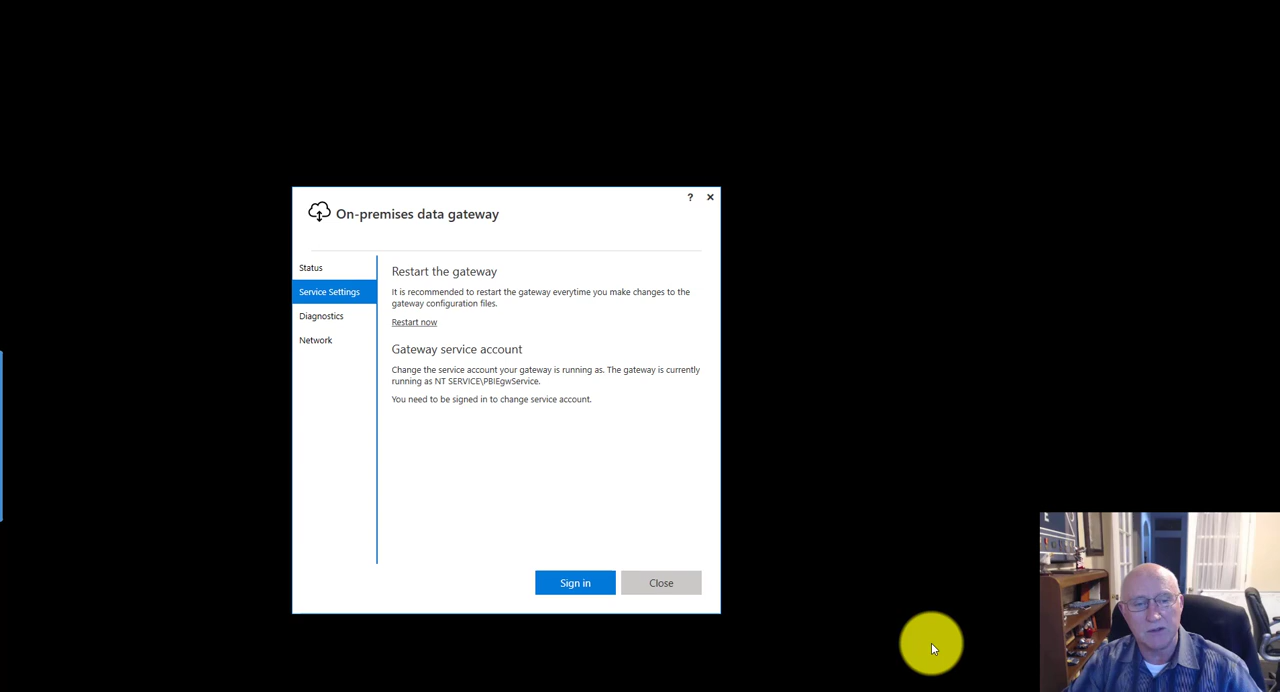 ?
On-premises data gateway
Status
Service Settings
Diagnostics
Network
Restart the gateway
It is recommended to restart the gateway everytime you make changes to the
gateway configuration files.
Restart now
Gateway service account
Change the service account your gateway is running as. The gateway is currently
running as NT SERVICE\PBIEgwService.
You need to be signed in to change service account.
Sign in
Close